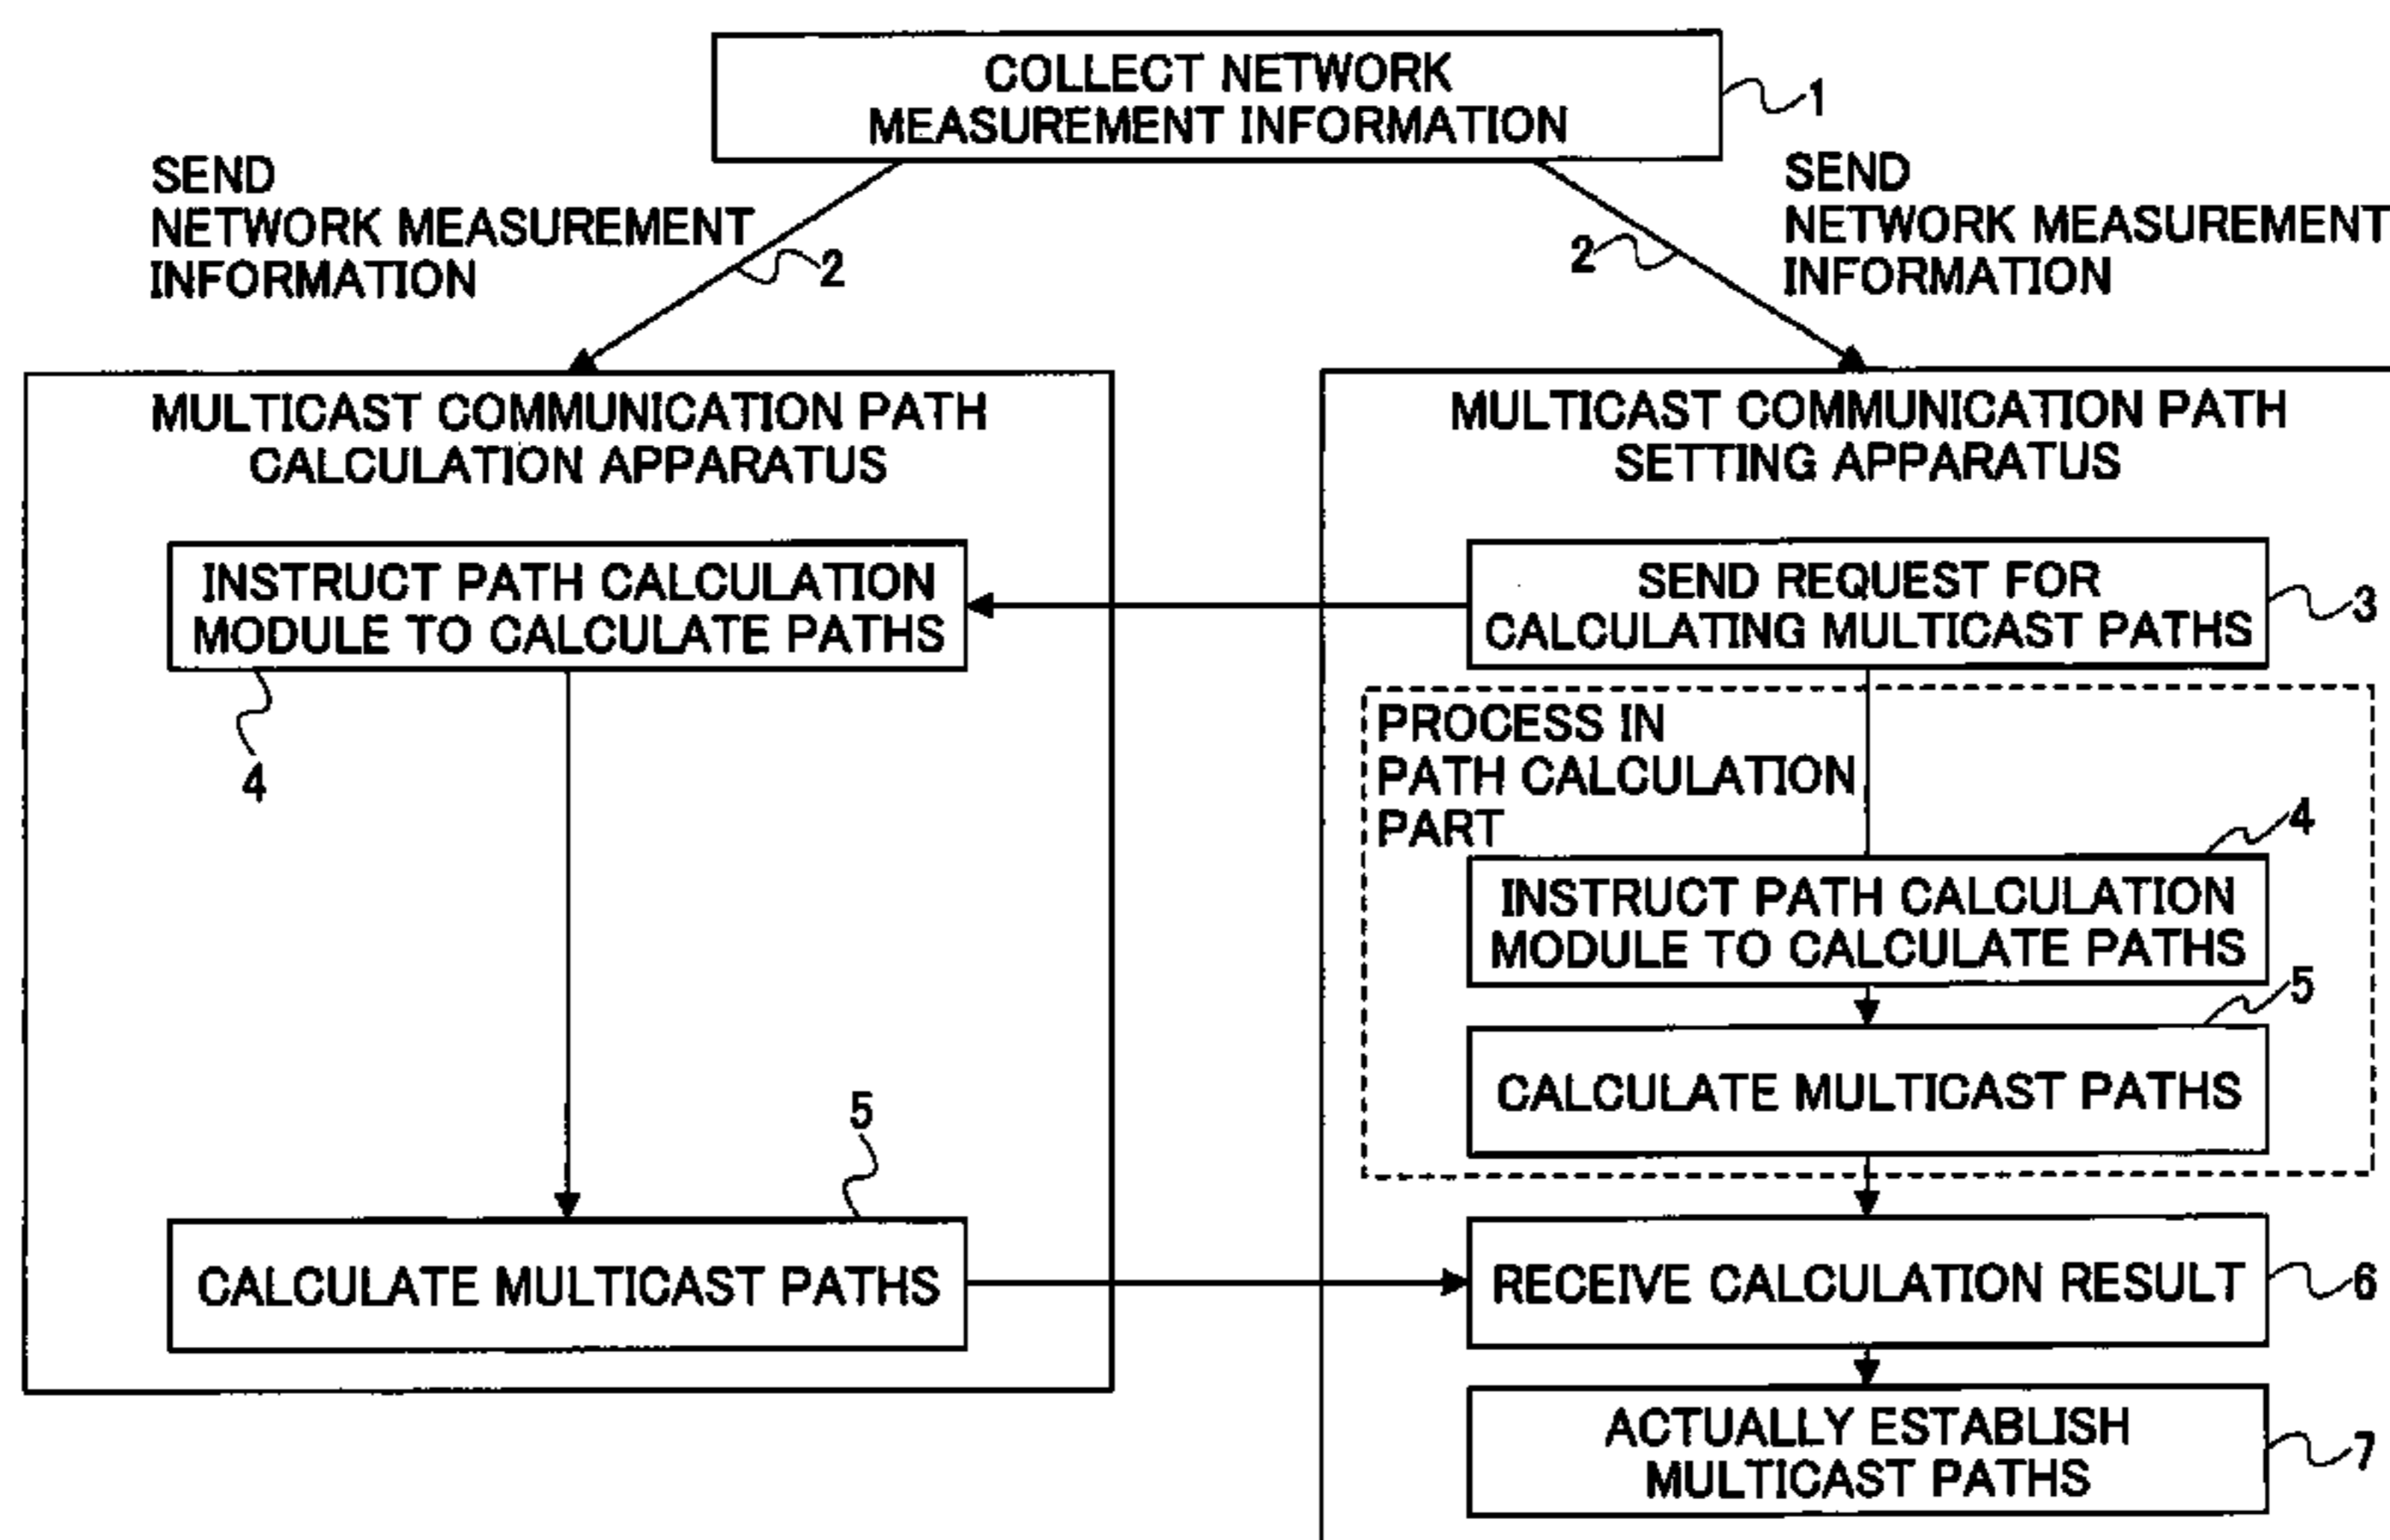 COLLECT NETWORK
MEASUREMENT INFORMATION
1
SEND
NETWORK MEASUREMENT
INFORMATION
2
2
SEND
NETWORK MEASUREMENT
INFORMATION
MULTICAST COMMUNICATION PATH
CALCULATION APPARATUS
INSTRUCT PATH CALCULATION
MODULE TO CALCULATE PATHS
4
5
CALCULATE MULTICAST PATHS
MULTICAST COMMUNICATION PATH
SETTING APPARATUS
SEND REQUEST FOR
CALCULATING MULTICAST PATHS
3
PROCESS IN
PATH CALCULATION
PART
4
INSTRUCT PATH CALCULATION
MODULE TO CALCULATE PATHS
5
CALCULATE MULTICAST PATHS
RECEIVE CALCULATION RESULT
6
ACTUALLY ESTABLISH
MULTICAST PATHS
7